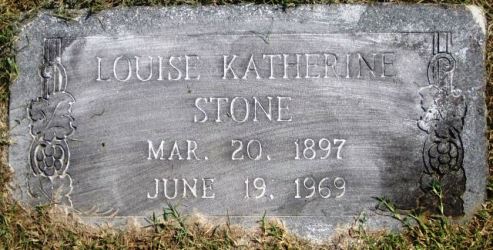 LOUISE KATHERINE
STONE
MAR. 20, 1897
JUNE 19, 1969